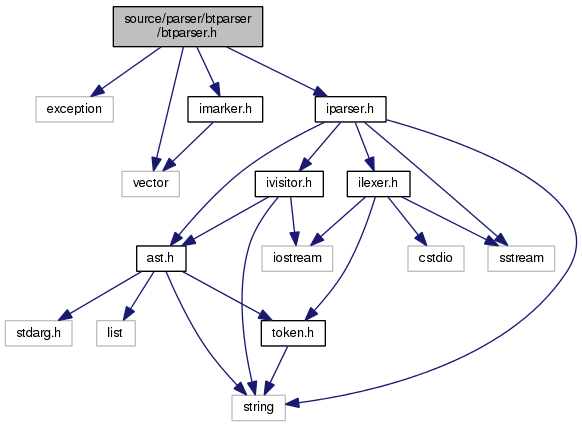 source/parser/btparser
/btparser.h
exception
imarker.h
iparser.h
vector
ivisitor.h
ilexer.h
ast.h
iostream
cstdio
sstream
stdarg.h
list
token.h
string